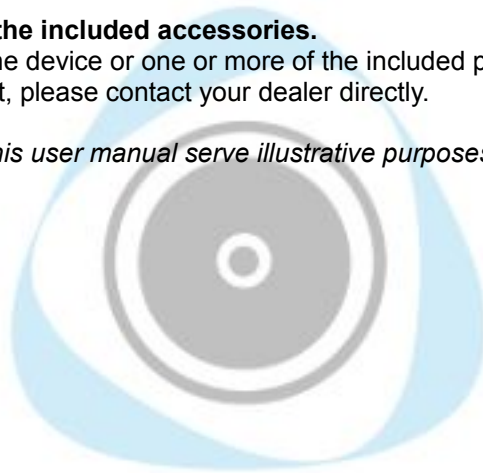 the included accessories.
he device or one or more of the included p
t, please contact your dealer directly.
his user manual serve illustrative purposes